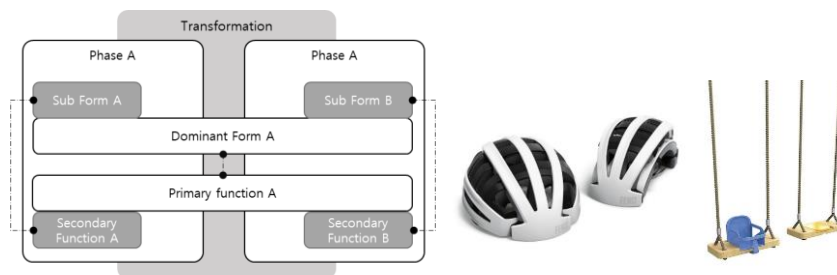 Transformation
Phase A
Phase A
Sub Form A
Sub Form B
Dominant Form A
Primary function A
Secondary
Function A
Secondary
Function B